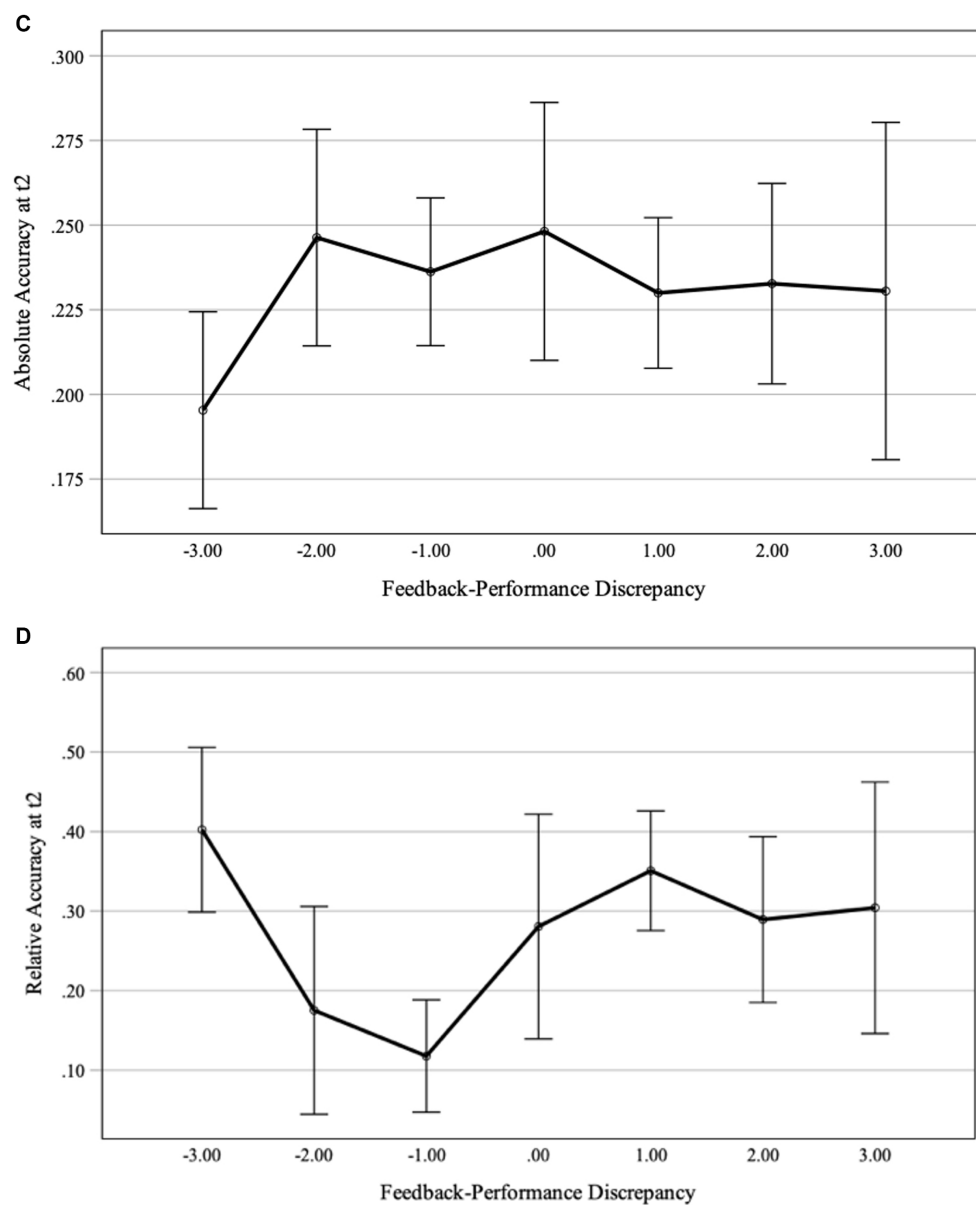 C
.300
.275
.250
.225
.200
.175
Absolute Accuracy at t2
-3.00 -2.00 -1.00 .00 1.00 2.00 3.00
Feedback-Performance Discrepancy
D
.60
.50
.40
.30
.20
.10
Relative Accuracy at t2
-3.00 -2.00 -1.00 .00 1.00 2.00 3.00
Feedback-Performance Discrepancy